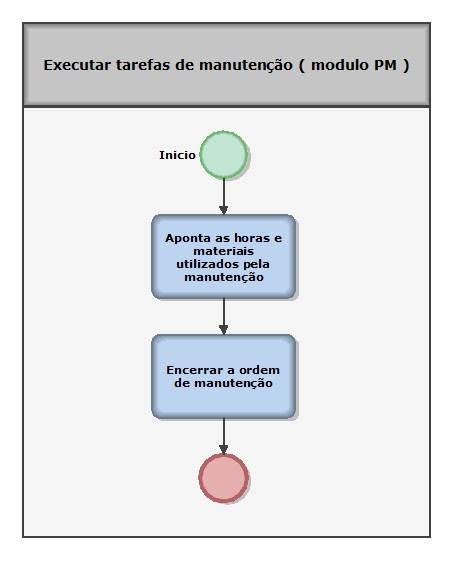 Executar tarefas de manutenção ( modulo PM )
Inicio
Aponta as horas e
materiais
utilizados pela
manutenção
Encerrar a ordem
de manutenção